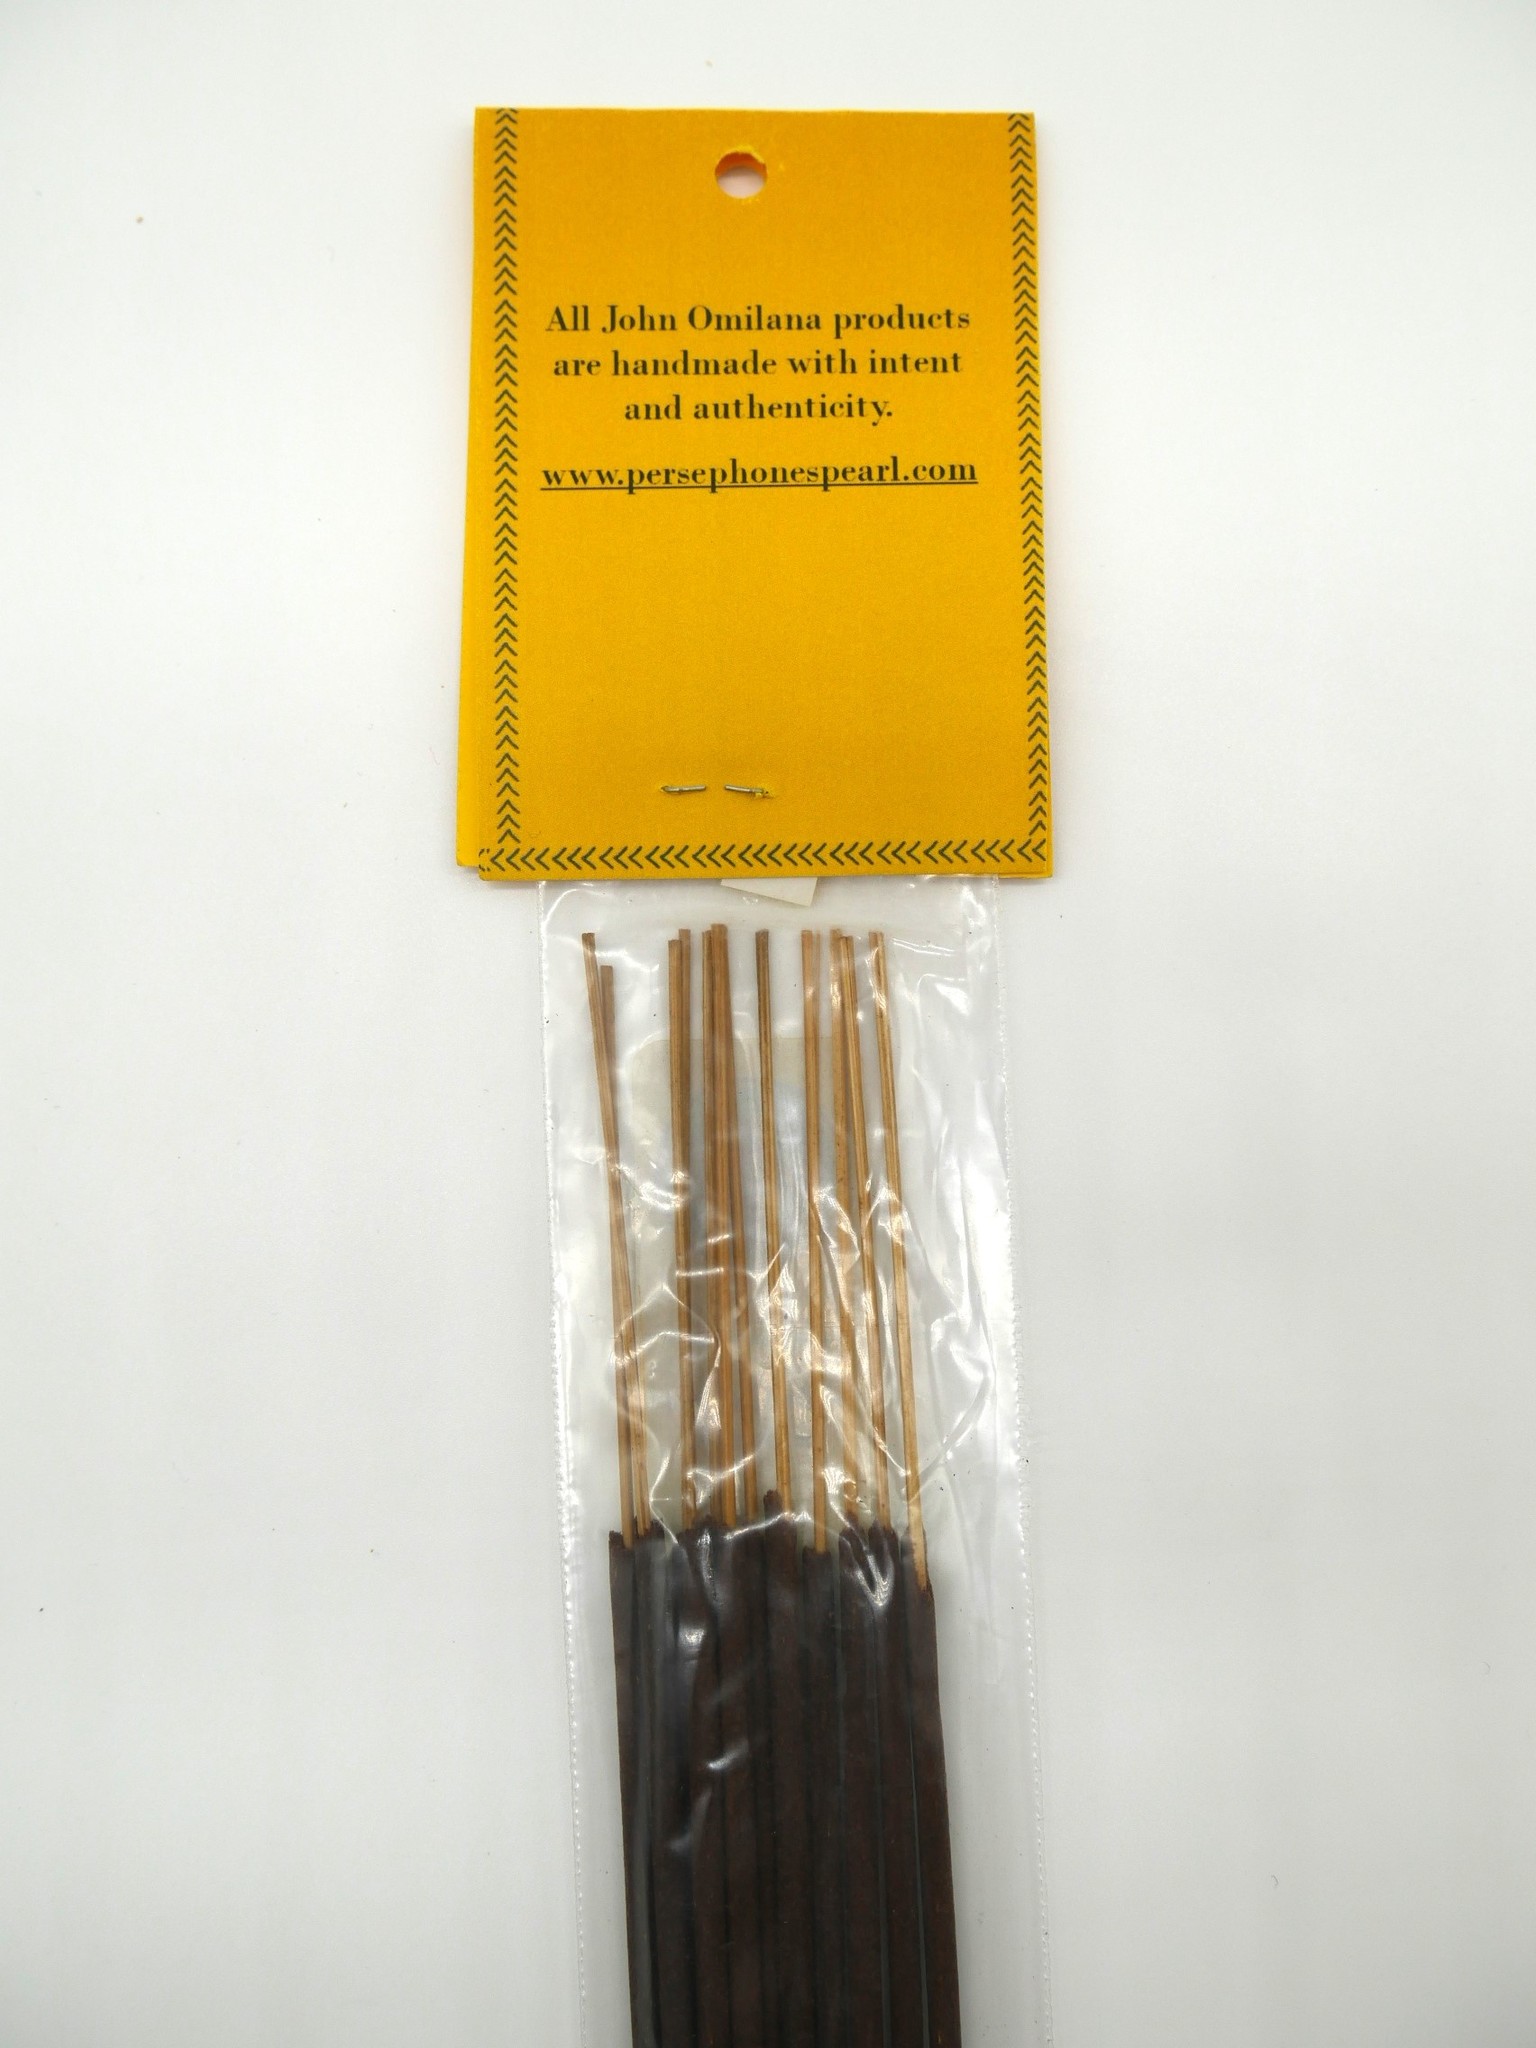 All John Omilana products
are handmade with intent
and authenticity.
www.persephonespearl.com